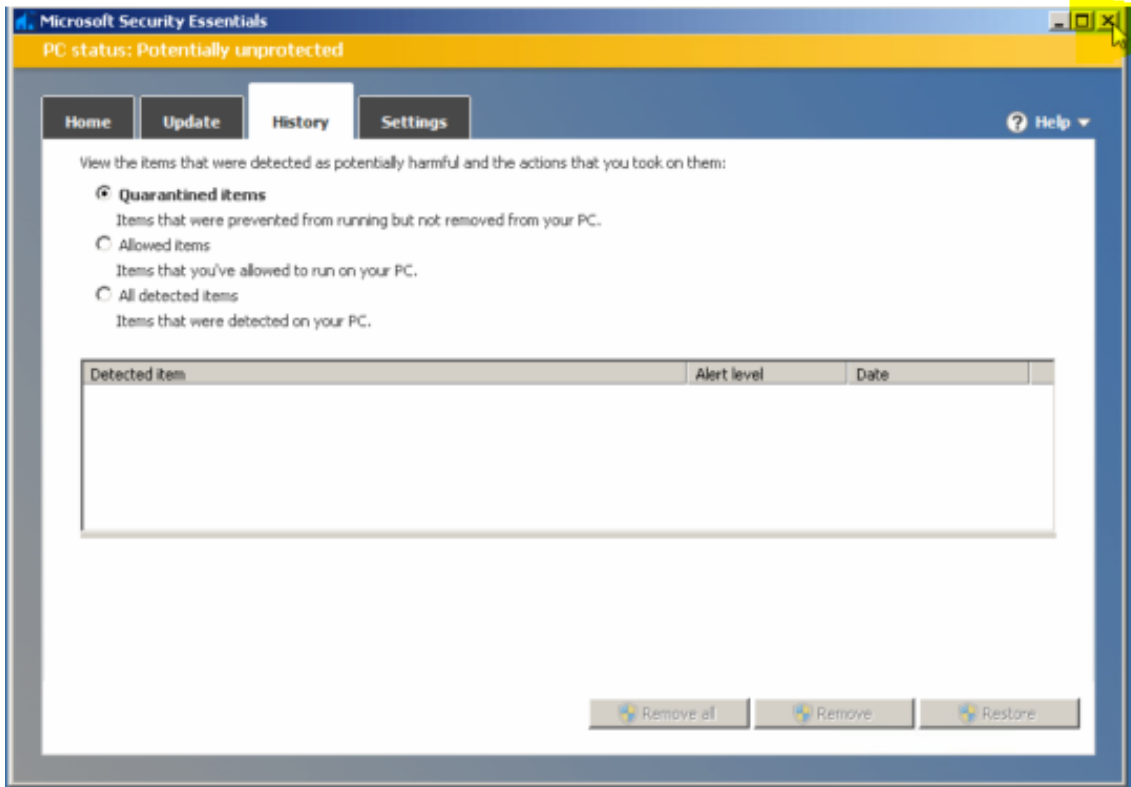 Microsoft Security Essentials
PC status: Potentially unprotected
Home Update History Settings Help
View the items that were detected as potentially harmful and the actions that you took on them:
Quarantined items
Items that were prevented from running but not removed from your PC.
Allowed items
Items that you've allowed to run on your PC.
All detected items
Items that were detected on your PC.
Detected item Alert level Date
Remove all Remove Restore